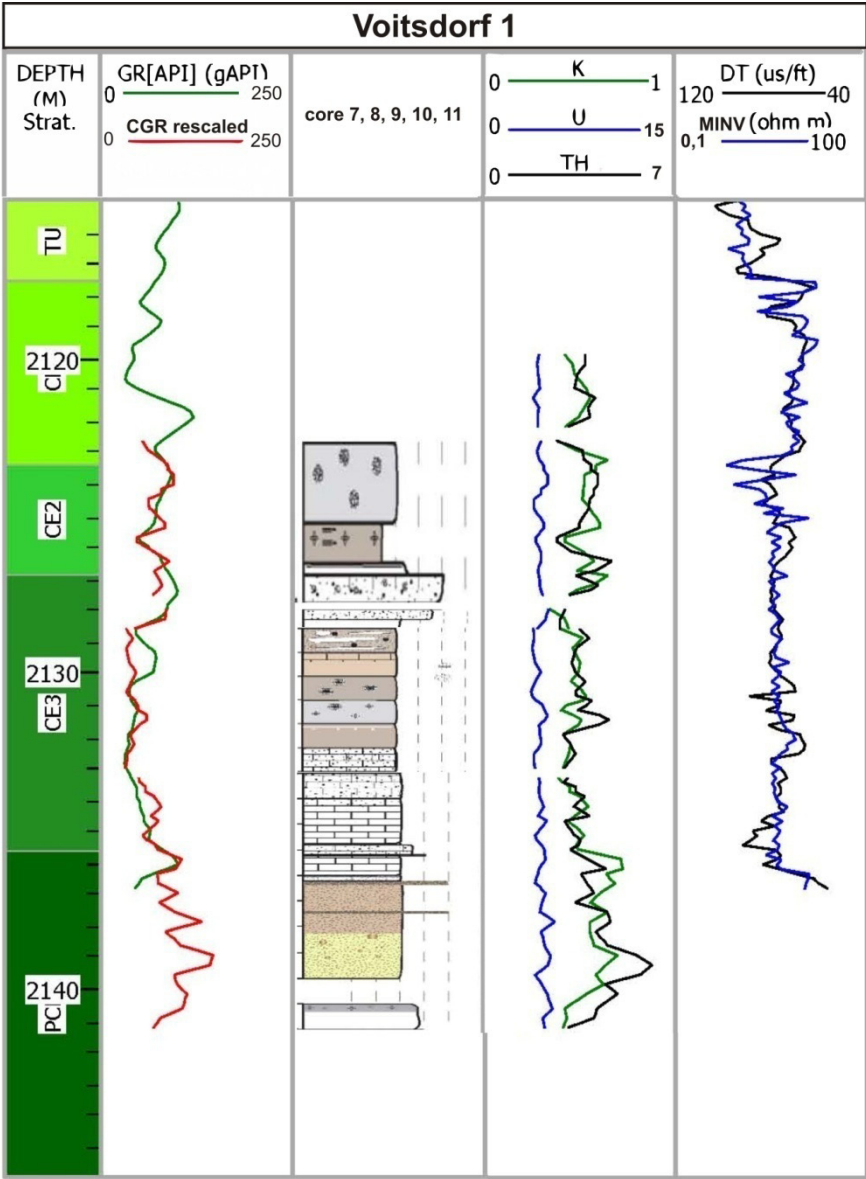 Voitsdorf 1
DEPTH
(M)
Strat.
GR[API] (gAPI)
0 250
CGR rescaled
0 250
core 7, 8, 9, 10, 11
K
0 1
U
0 15
TH
0 7
DT (us/ft)
120 40
MINV (ohm m)
0,1 100
TU
2120
CE2
2130
CE3
2140